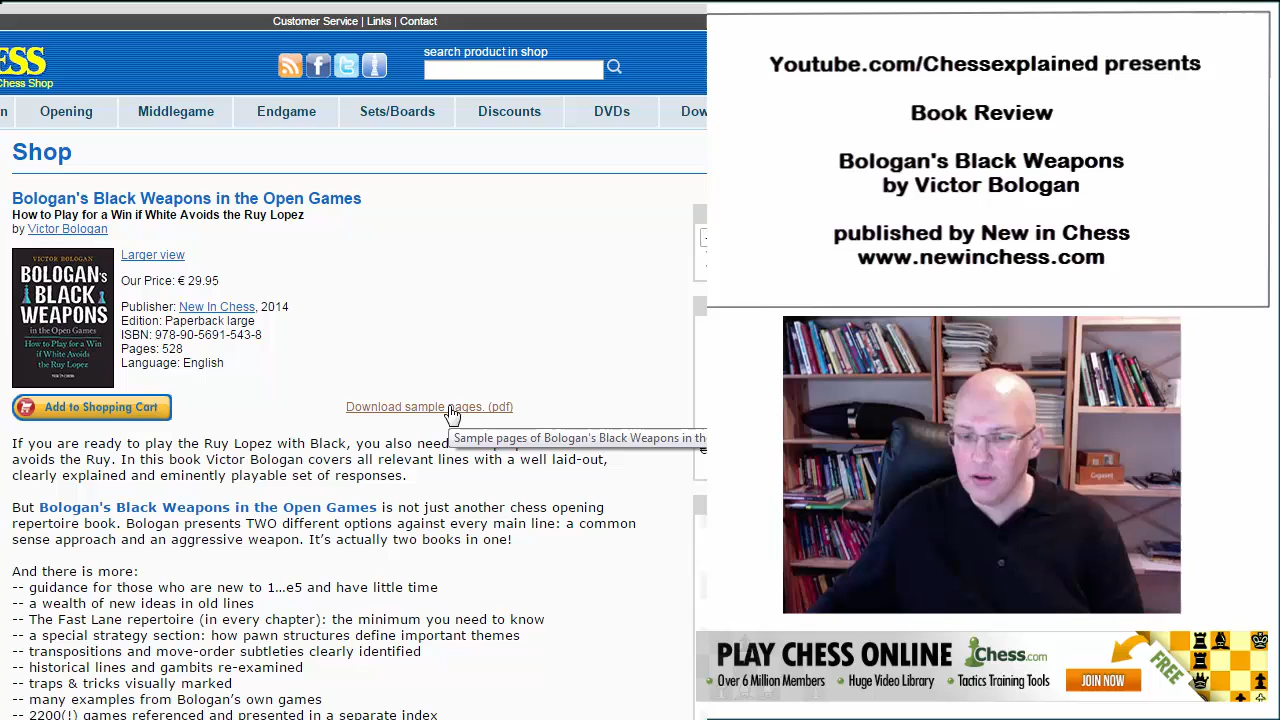 Customer Service | Links | Contact
ESS
Chess Shop
search product in shop
Opening
Middlegame
Endgame
Sets/Boards
Discounts
DVDs
Shop
Bologan's Black Weapons in the Open Games
How to Play for a Win if White Avoids the Ruy Lopez
by Victor Bologan
VICTOR BOLOGAN
BOLOGAN's
BLACK
WEAPONS
in the Open Games
How to Play for a Win
if White Avoids
the Ruy Lopez
Larger view
Our Price: € 29.95
Publisher: New In Chess, 2014
Edition: Paperback large
ISBN: 978-90-5691-543-8
Pages: 528
Language: English
Add to Shopping Cart
Download sample pages. (pdf)
Sample pages of Bologan's Black Weapons in the
If you are ready to play the Ruy Lopez with Black, you also need
avoids the Ruy. In this book Victor Bologan covers all relevant lines with a well laid-out,
clearly explained and eminently playable set of responses.
But Bologan's Black Weapons in the Open Games is not just another chess opening
repertoire book. Bologan presents TWO different options against every main line: a common
sense approach and an aggressive weapon. It's actually two books in one!
And there is more:
-- guidance for those who are new to 1...e5 and have little time
-- a wealth of new ideas in old lines
-- The Fast Lane repertoire (in every chapter): the minimum you need to know
-- a special strategy section: how pawn structures define important themes
-- transpositions and move-order subtleties clearly identified
-- historical lines and gambits re-examined
-- traps & tricks visually marked
-- many examples from Bologan's own games
-- 2200(!) games referenced and presented in a separate index
Youtube.com/Chessexplained presents
Book Review
Bologan's Black Weapons
by Victor Bologan
published by New in Chess
www.newinchess.com
PLAY CHESS ONLINE
Chess.com
Over 6 Million Members
Huge Video Library
Tactics Training Tools
JOIN NOW
FREE